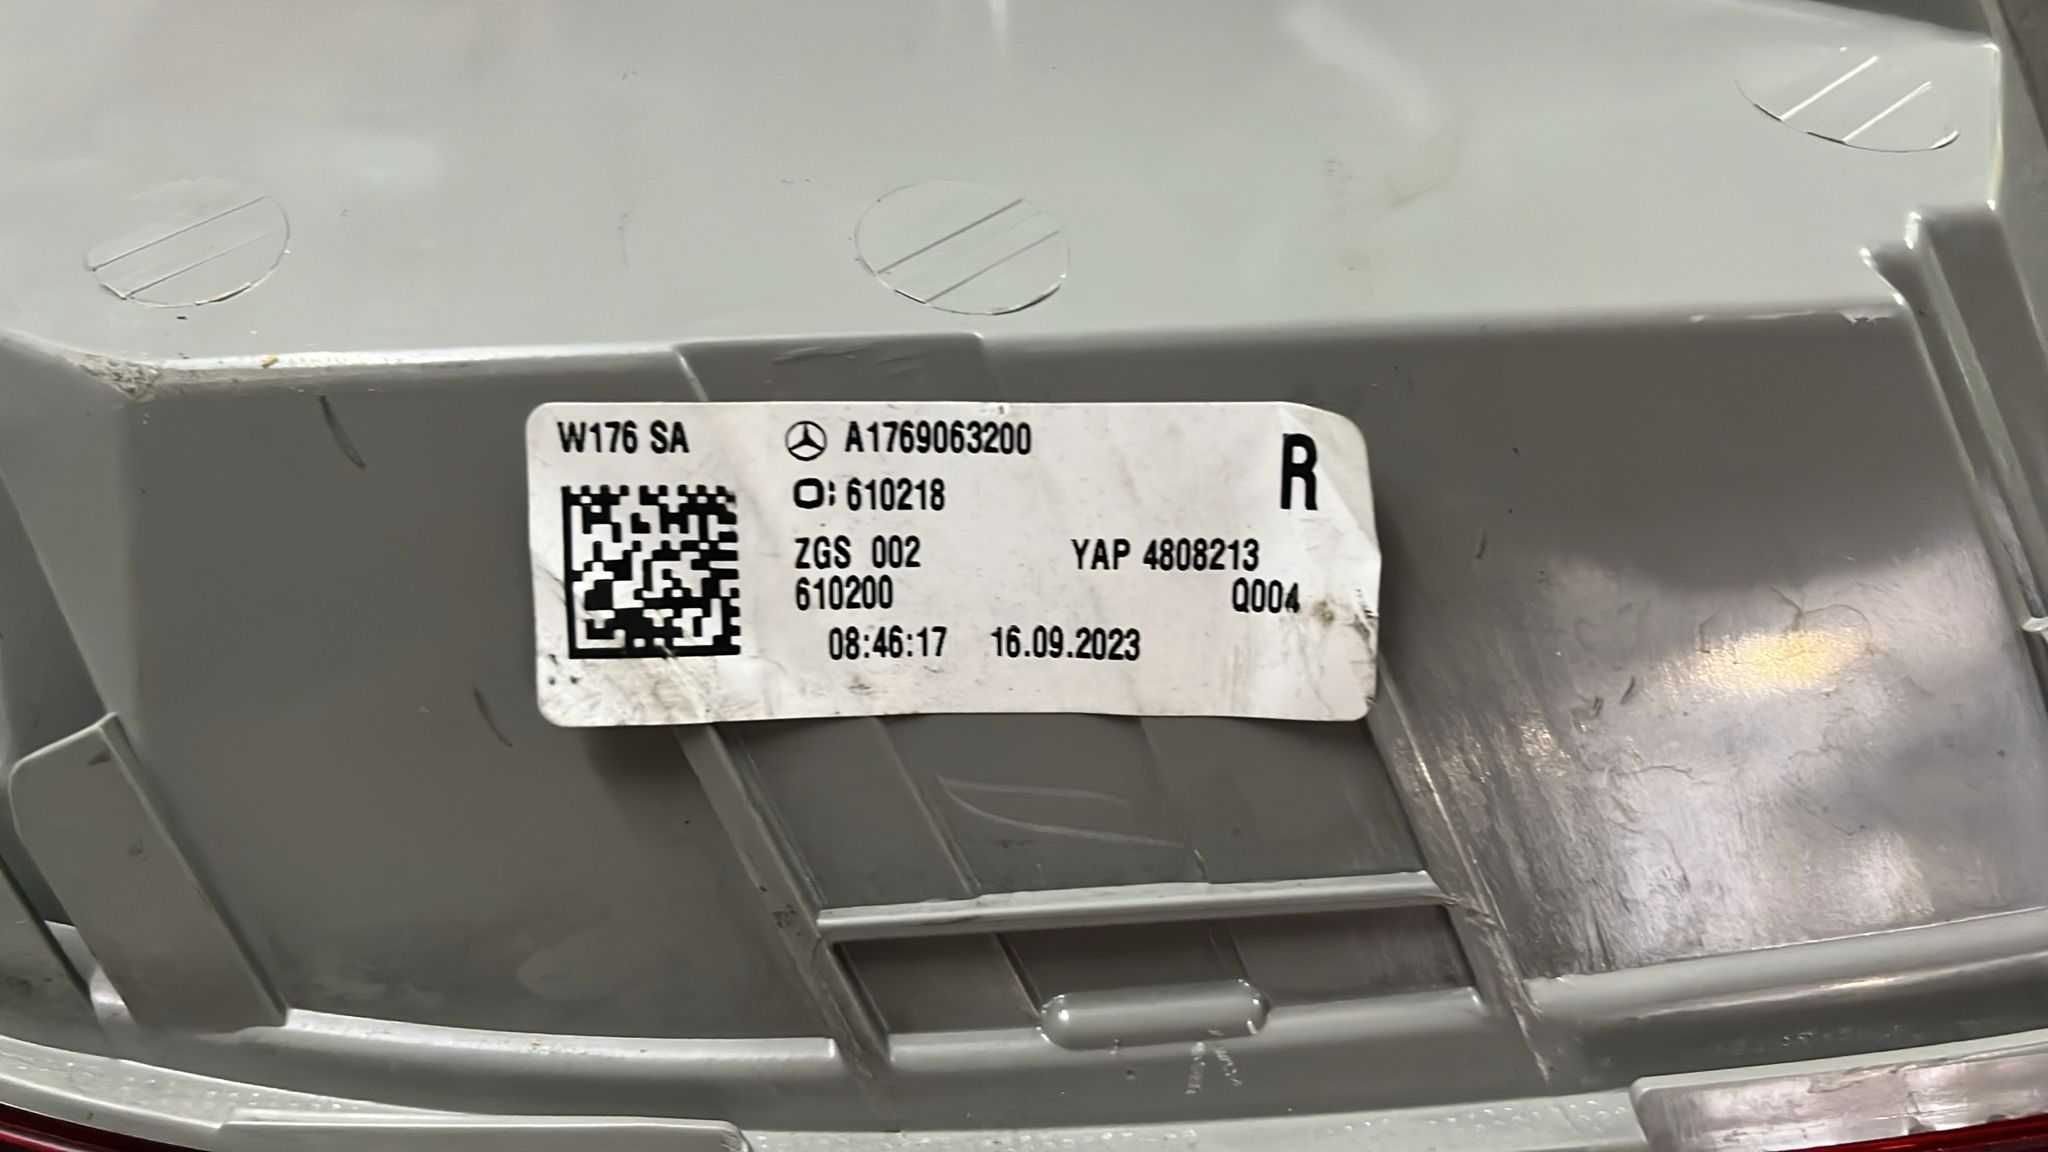 W176 SA A1769063200
R
O: 610218
ZGS 002 YAP 4808213
610200 Q004
08:46:17 16.09.2023